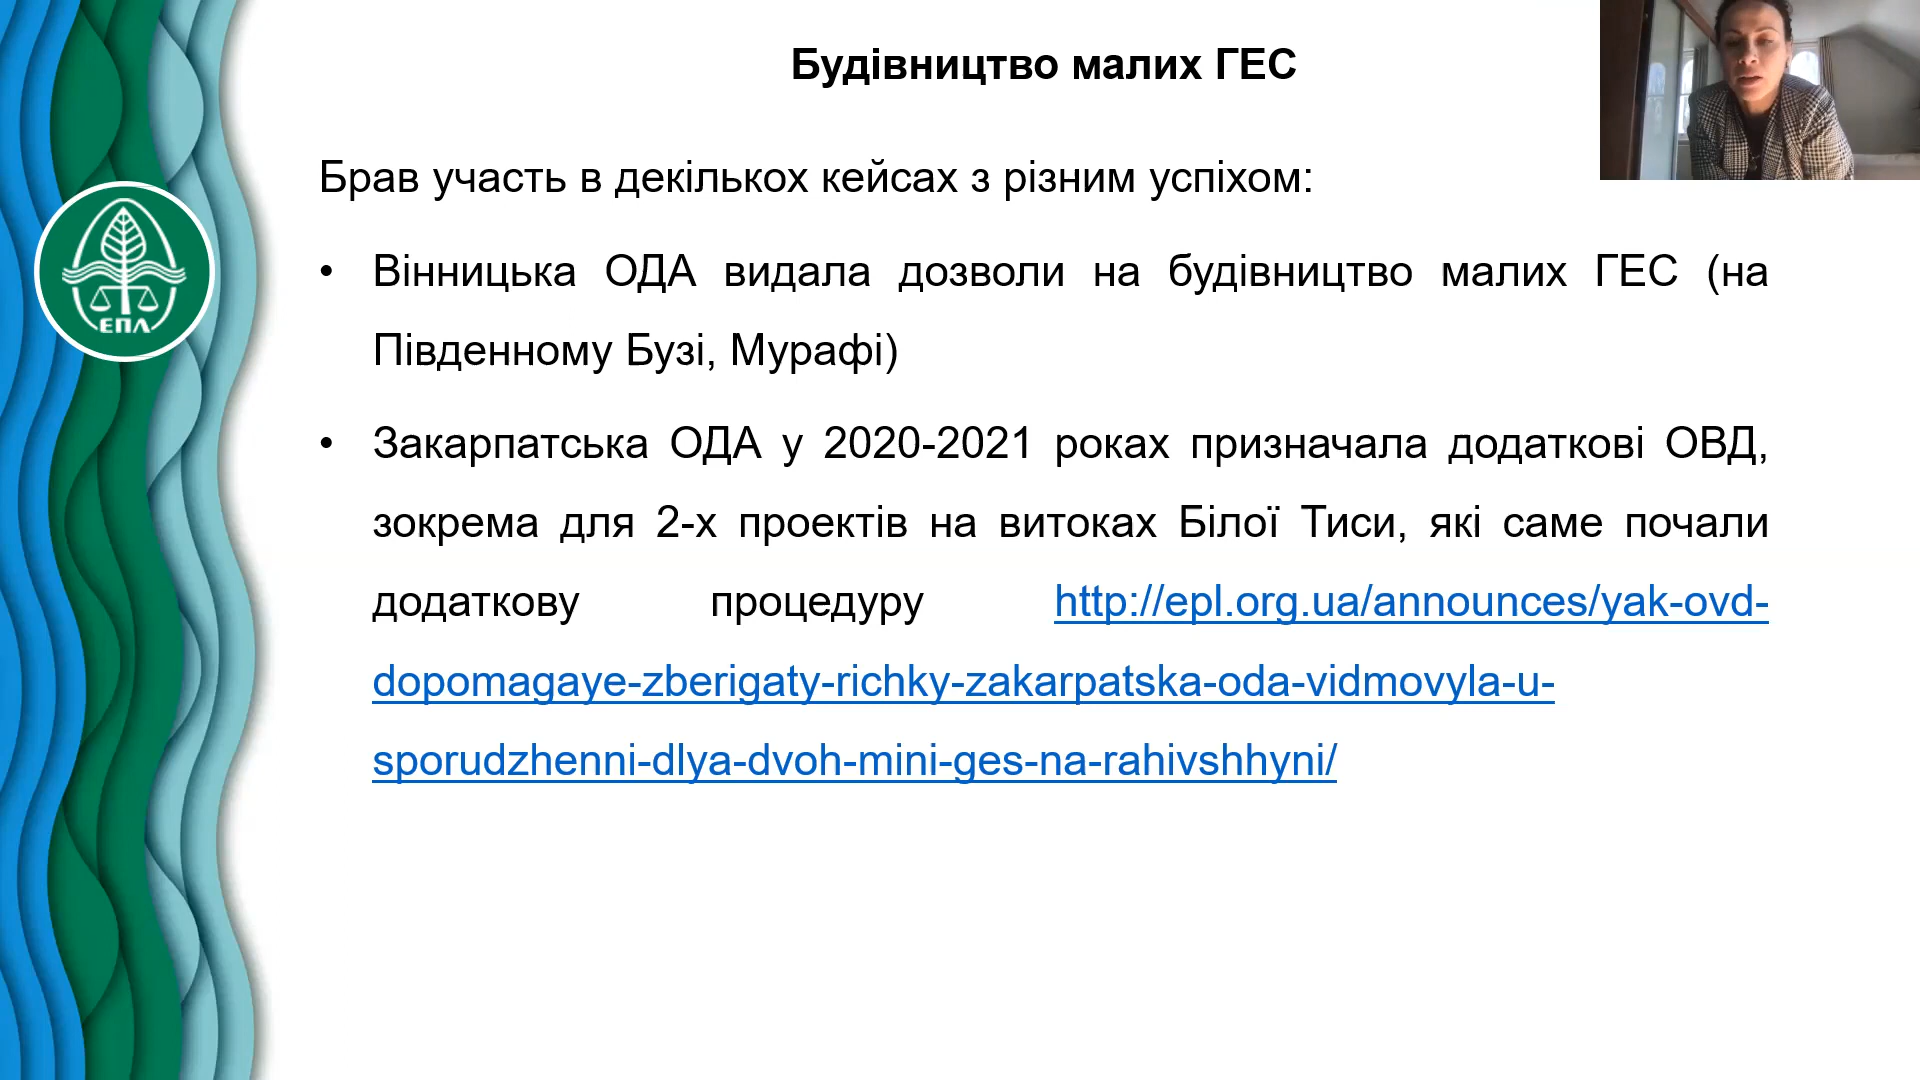 Будівництво малих ГЕС
Брав участь в декількох кейсах з різним успіхом:
• Вінницька ОДА видала дозволи на будівництво малих ГЕС (на
Південному Бузі, Мурафі)
• Закарпатська ОДА у 2020-2021 роках призначала додаткові ОВД,
зокрема для 2-х проектів на витоках Білої Тиси, які саме почали
додаткову процедуру http://epl.org.ua/announces/yak-ovd-
dopomagaye-zberigaty-richky-zakarpatska-oda-vidmovyla-u-
sporudzhenni-dlya-dvoh-mini-ges-na-rahivshhyni/
ЕПЛ